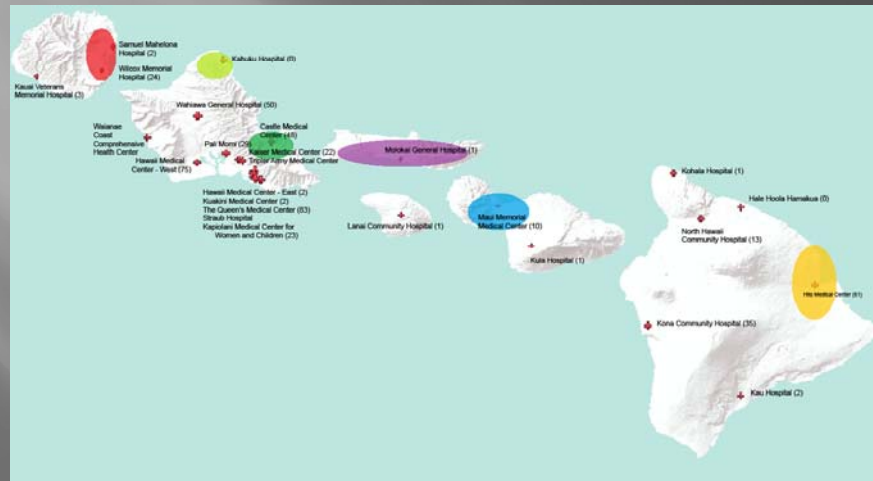 Samuel Mahelona
Hospital (2)
Wilcox Memorial
Hospital (24)
Kauai Veterans
Memorial Hospital (3)
Kahuku Hospital (0)
Wahiawa General Hospital (50)
Waianae
Coast
Comprehensive
Health Center
Castle Medical
Center (48)
Pali Momi (29)
Kaiser Medical Center (22)
Tripler Army Medical Center
Hawaii Medical
Center - West (75)
Hawaii Medical Center - East (2)
Kuakini Medical Center (2)
The Queen's Medical Center (63)
Straub Hospital
Kapiolani Medical Center for
Women and Children (23)
Molokai General Hospital (1)
Lanai Community Hospital (1)
Maui Memorial
Medical Center (10)
Kula Hospital (1)
Kohala Hospital (1)
Hale Hoola Hamakua (0)
North Hawaii
Community Hospital (13)
Hilo Medical Center (61)
Kona Community Hospital (35)
Kau Hospital (2)